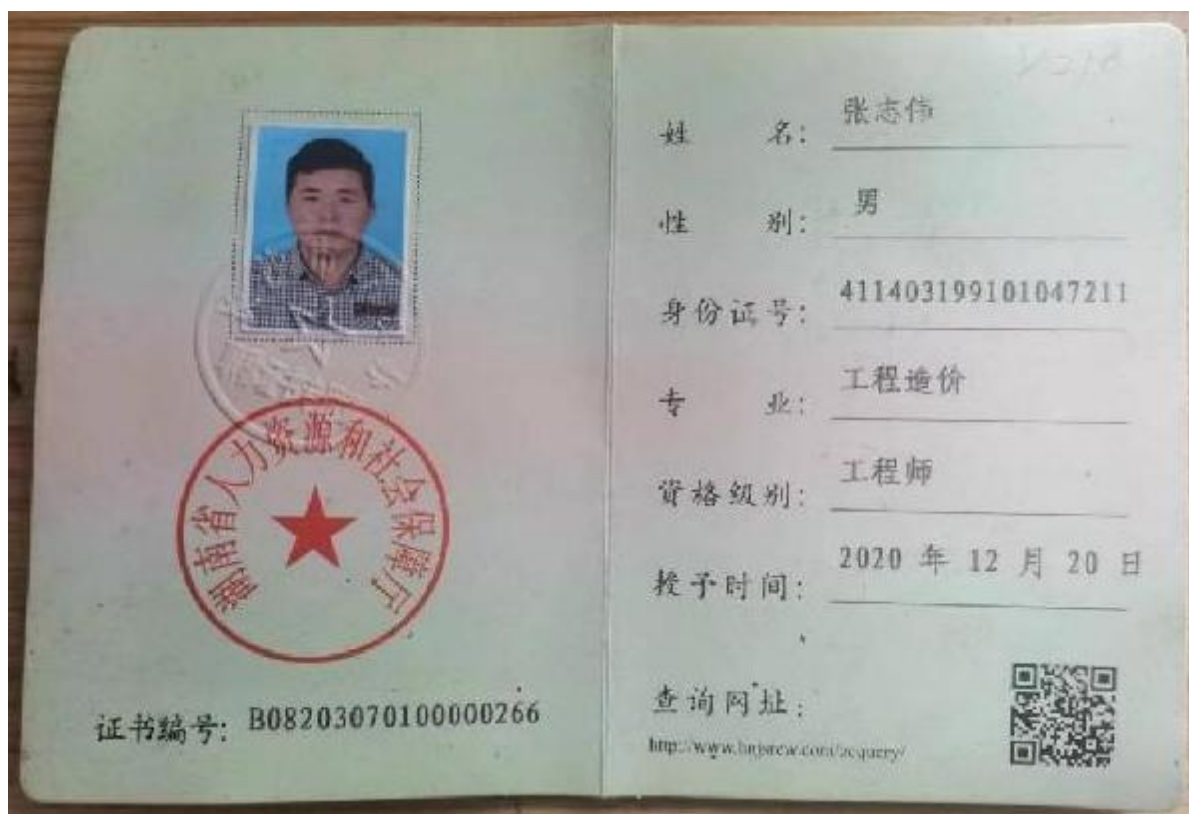 湖南省人力资源和社会保障厅
证书编号: B08203070100000266
姓 名: 张志伟
性 别: 男
身份证号: 411403199101047211
专 业: 工程造价
资格级别: 工程师
授予时间: 2020 年 12 月 20 日
查询网址: